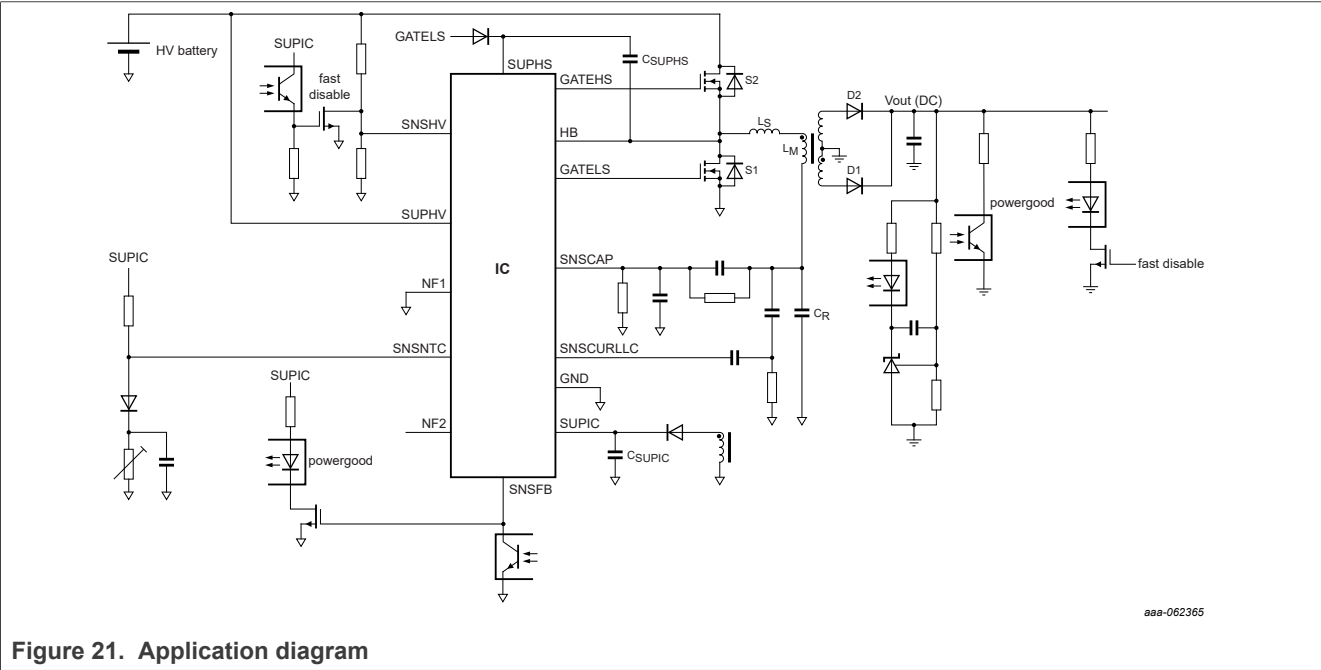 HV battery
SUPIC
fast
disable
GATELS
SUPHS
CSUPHS
GATEHS
S2
SNSHV
HB
LS
LM
D2
Vout (DC)
GATELS
S1
D1
SUPHV
powergood
SUPIC
IC
SNSCAP
fast disable
NF1
CR
SNSNTC
SNSCURLLC
SUPIC
GND
NF2
SUPIC
powergood
CSUPIC
SNSFB
aaa-062365
Figure 21. Application diagram